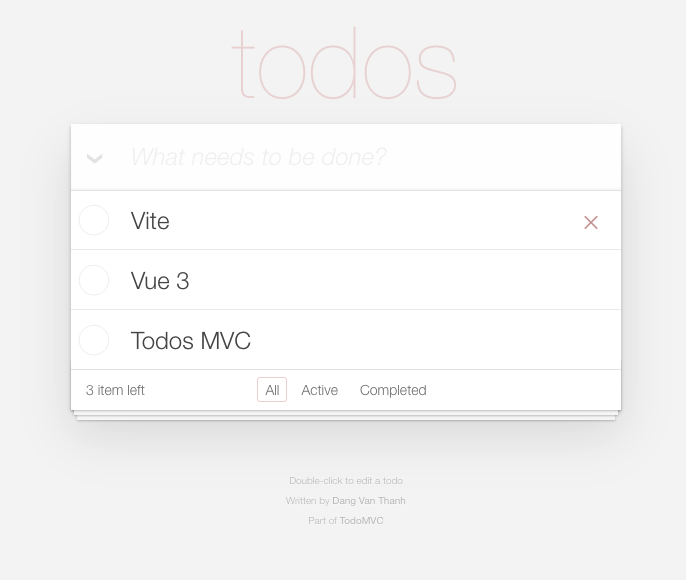 todos
What needs to be done?
Vite
Vue 3
Todos MVC
3 item left All Active Completed
Double-click to edit a todo
Written by Dang Van Thanh
Part of TodoMVC